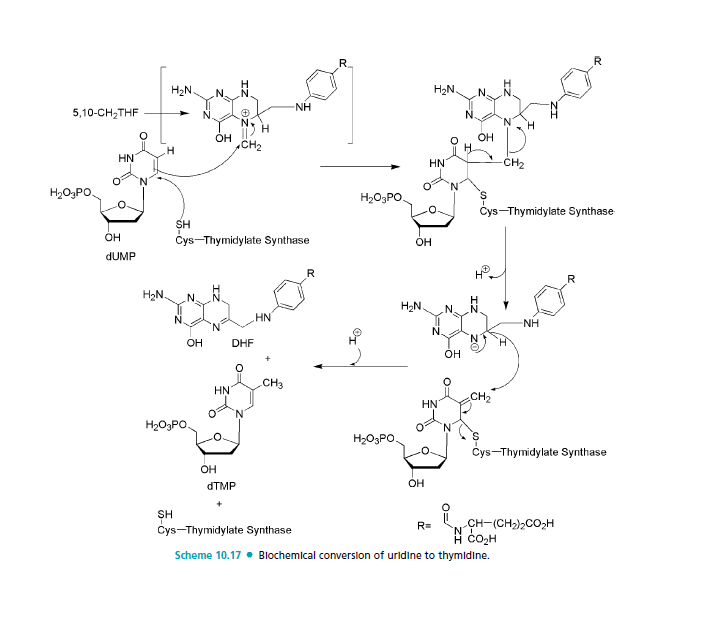 5,10-CH2THF
H2N
N
N
H
N
N⊕
OH
CH2
H
NH
R
O
H
HN
O
N
H2O3PO
O
OH
SH
Cys—Thymidylate Synthase
dUMP
H2N
N
N
H
N
N
OH
H
N
H
R
O
H
CH2
HN
O
N
S
Cys—Thymidylate Synthase
H2O3PO
O
OH
H⊕
H2N
N
N
H
N
N
⊖
OH
H
NH
R
O
CH2
HN
O
N
S
Cys—Thymidylate Synthase
H2O3PO
O
OH
H⊕
H2N
N
N
H
N
N
OH
HN
R
DHF
+
O
CH3
HN
O
N
H2O3PO
O
OH
dTMP
+
SH
Cys—Thymidylate Synthase
R=
O
N
H
CH—(CH2)2CO2H
CO2H
Scheme 10.17 • Biochemical conversion of uridine to thymidine.